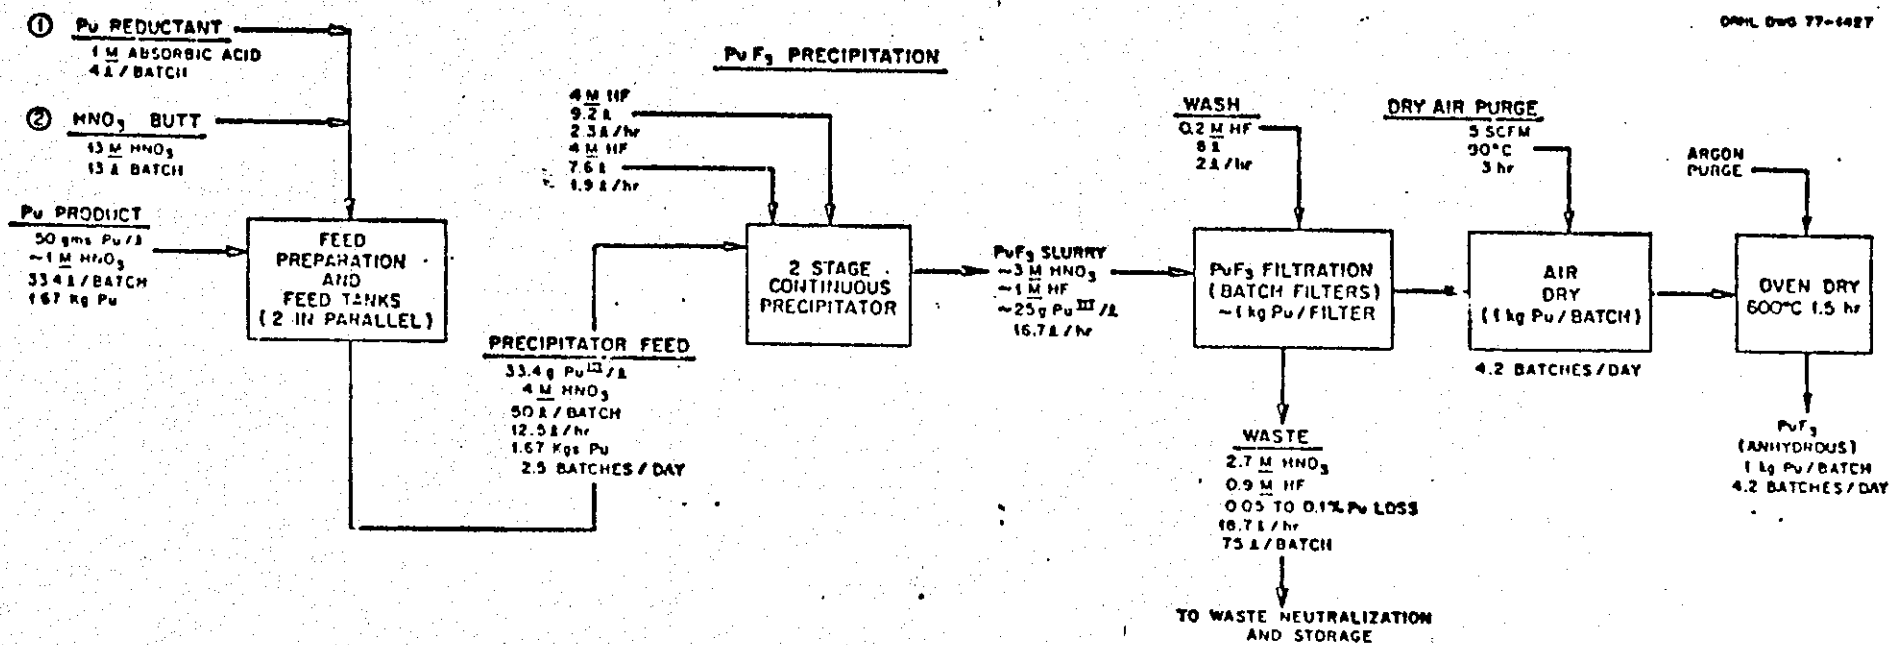 ORNL DWG 77-1427
① Pu REDUCTANT
1 M ABSORBIC ACID
4 ℓ/BATCH
② HNO₃ BUTT
13 M HNO₃
13 ℓ BATCH
Pu PRODUCT
50 gms Pu/ℓ
~1 M HNO₃
33.4 ℓ/BATCH
1.67 Kg Pu
FEED
PREPARATION
AND
FEED TANKS
(2 IN PARALLEL)
PuF₃ PRECIPITATION
4 M HF
9.2 ℓ
2.3 ℓ/hr
4 M HF
7.6 ℓ
1.9 ℓ/hr
PRECIPITATOR FEED
33.4 g Pu /ℓ
4 M HNO₃
50 ℓ/BATCH
12.5 ℓ/hr
1.67 Kgs Pu
2.5 BATCHES/DAY
2 STAGE
CONTINUOUS
PRECIPITATOR
PuF₃ SLURRY
~3 M HNO₃
~1 M HF
~25g Pu III/ℓ
16.7 ℓ/hr
WASH
0.2 M HF
8 ℓ
2 ℓ/hr
PuF₃ FILTRATION
(BATCH FILTERS)
~1 kg Pu/FILTER
WASTE
2.7 M HNO₃
0.9 M HF
0.05 TO 0.1% Pu LOSS
18.7 ℓ/hr
75 ℓ/BATCH
TO WASTE NEUTRALIZATION
AND STORAGE
DRY AIR PURGE
5 SCFM
90°C
3 hr
AIR
DRY
(1 kg Pu/BATCH)
4.2 BATCHES/DAY
ARGON
PURGE
OVEN DRY
600°C 1.5 hr
PuF₃
(ANHYDROUS)
1 kg Pu/BATCH
4.2 BATCHES/DAY